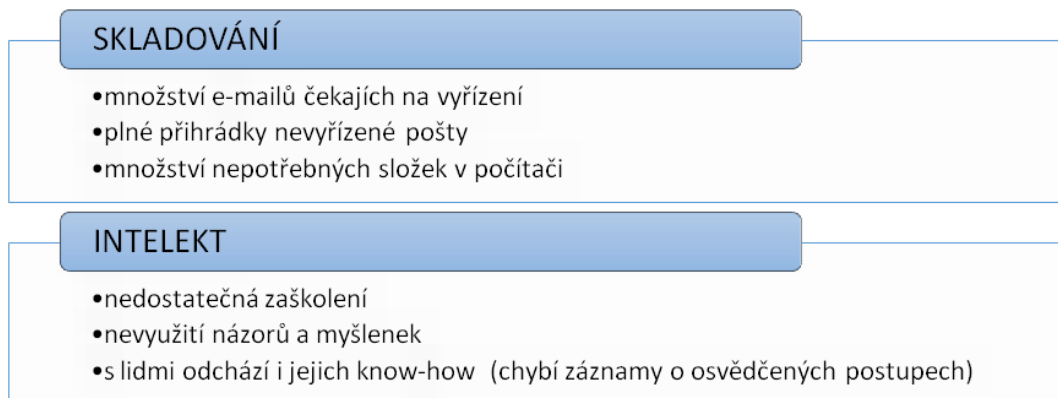 SKLADOVÁNÍ
•množství e-mailů čekajích na vyřízení
•plné přihrádky nevyřízené pošty
•množství nepotřebných složek v počítači
INTELEKT
•nedostatečná zaškolení
•nevyužití názorů a myšlenek
•s lidmi odchází i jejich know-how (chybí záznamy o osvědčených postupech)